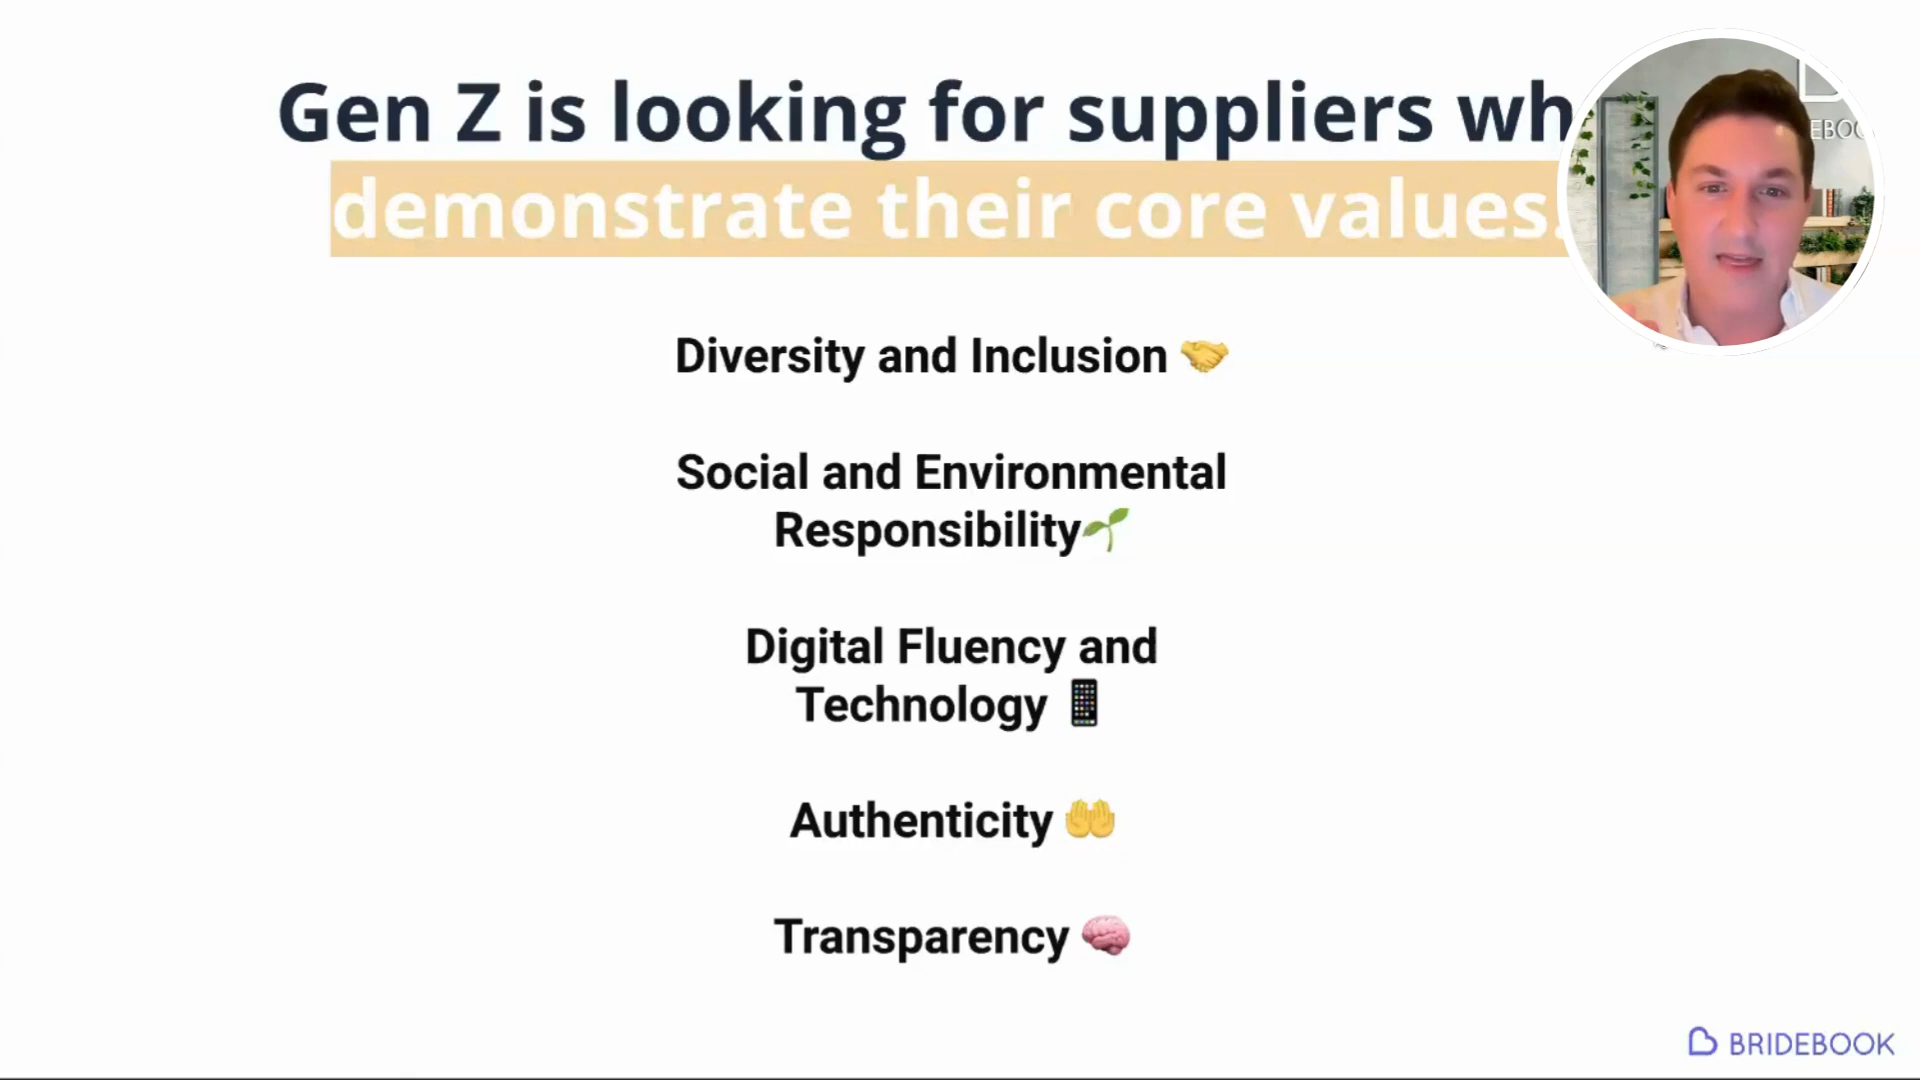 Gen Z is looking for suppliers wh
demonstrate their core values.
Diversity and Inclusion 🤝
Social and Environmental
Responsibility🌱
Digital Fluency and
Technology 📱
Authenticity 🤲
Transparency 🧠
BRIDEBOOK